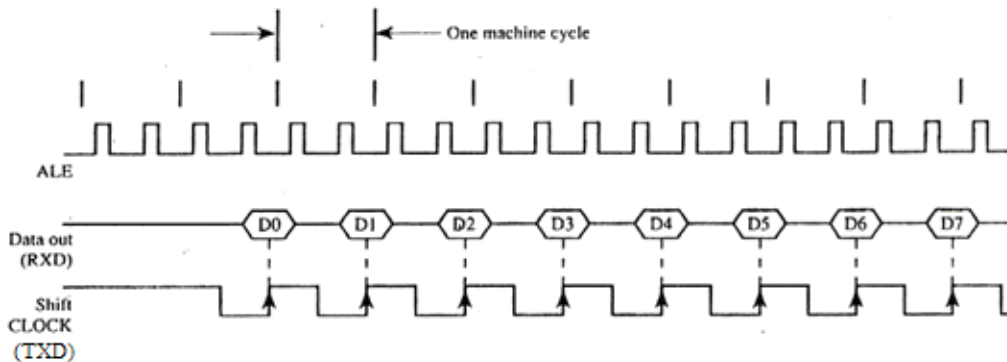 One machine cycle
ALE
D0 D1 D2 D3 D4 D5 D6 D7
Data out
(RXD)
Shift
CLOCK
(TXD)